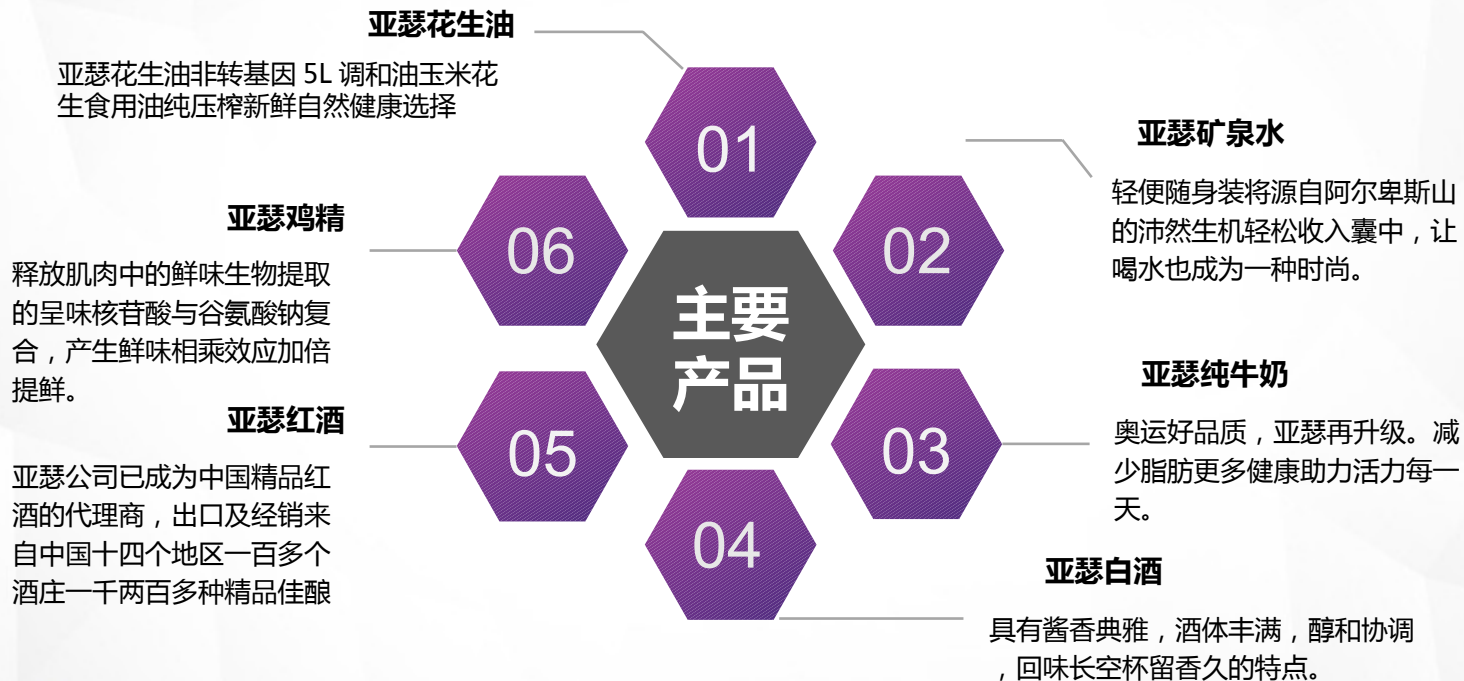 亚瑟花生油
亚瑟花生油非转基因 5L 调和油玉米花
生食用油纯压榨新鲜自然健康选择
01
亚瑟矿泉水
轻便随身装将源自阿尔卑斯山
的沛然生机轻松收入囊中，让
喝水也成为一种时尚。
02
亚瑟鸡精
释放肌肉中的鲜味生物提取
的呈味核苷酸与谷氨酸钠复
合，产生鲜味相乘效应加倍
提鲜。
06
主要
产品
亚瑟纯牛奶
奥运好品质，亚瑟再升级。减
少脂肪更多健康助力活力每一
天。
03
亚瑟红酒
亚瑟公司已成为中国精品红
酒的代理商，出口及经销来
自中国十四个地区一百多个
酒庄一千两百多种精品佳酿
05
04
亚瑟白酒
具有酱香典雅，酒体丰满，醇和协调
，回味长空杯留香久的特点。